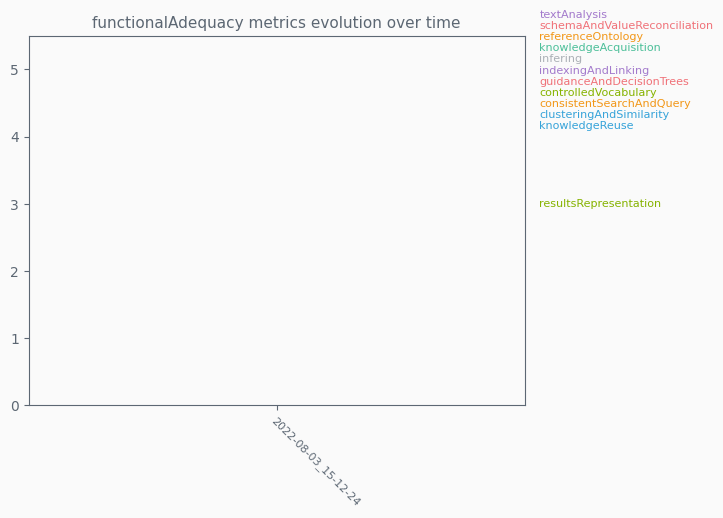 functionalAdequacy metrics evolution over time
textAnalysis
schemaAndValueReconciliation
referenceOntology
knowledgeAcquisition
infering
indexingAndLinking
guidanceAndDecisionTrees
controlledVocabulary
consistentSearchAndQuery
clusteringAndSimilarity
knowledgeReuse
resultsRepresentation
5
4
3
2
1
0
2022-08-03_15-12-24